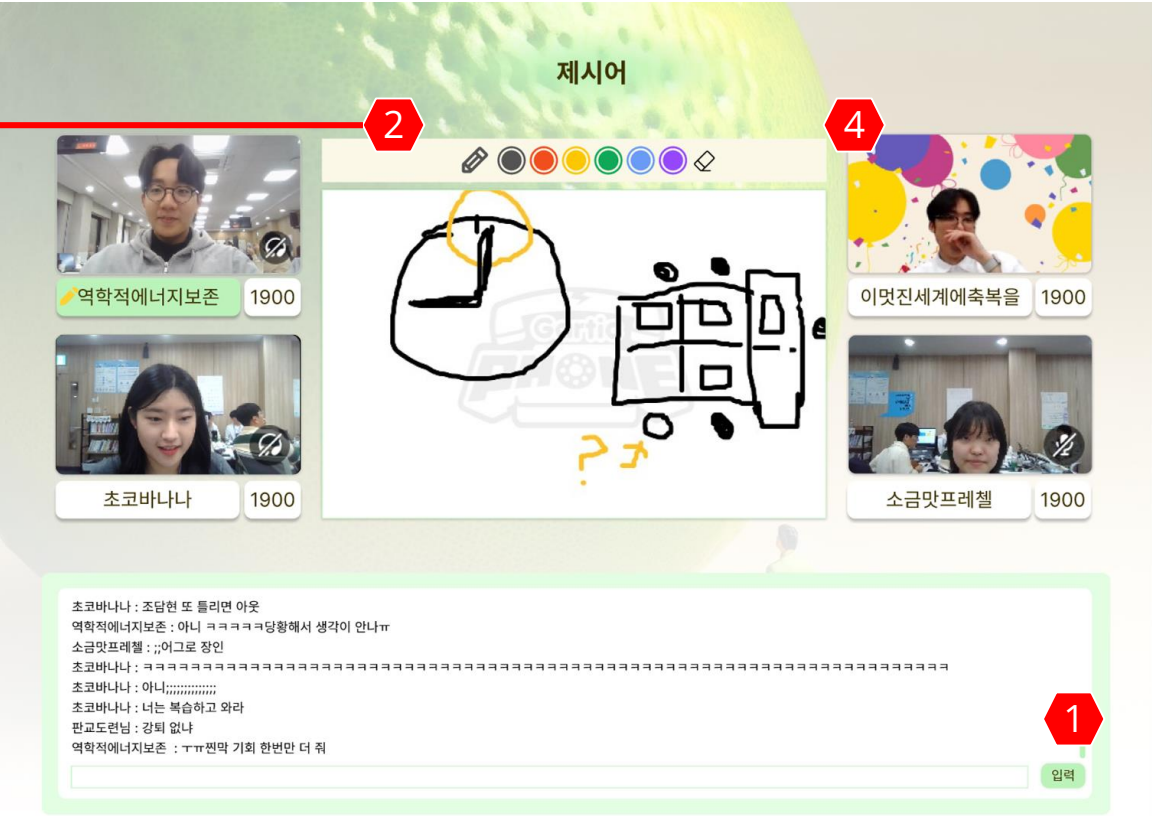 제시어
2
4
역학적에너지보존 1900
이멋진세계에축복을 1900
Gartic
PHONE
? ㅈ
초코바나나 1900
소금맛프레첼 1900
초코바나나 : 조담현 또 틀리면 아웃
역학적에너지보존 : 아니 ㅋㅋㅋㅋㅋ당황해서 생각이 안나ㅠ
소금맛프레첼 : ;;어그로 장인
초코바나나 : ㅋㅋㅋㅋㅋㅋㅋㅋㅋㅋㅋㅋㅋㅋㅋㅋㅋㅋㅋㅋㅋㅋㅋㅋㅋㅋㅋㅋㅋㅋㅋㅋㅋㅋㅋㅋㅋㅋㅋㅋㅋㅋㅋㅋㅋㅋㅋㅋㅋㅋㅋㅋㅋㅋㅋㅋㅋㅋㅋㅋㅋㅋㅋㅋㅋㅋㅋㅋ
초코바나나 : 아니;;;;;;;;;;;;;;
초코바나나 : 너는 복습하고 와라
판교도련님 : 강퇴 없냐
역학적에너지보존 : ㅜㅠ찐막 기회 한번만 더 줘
1
입력